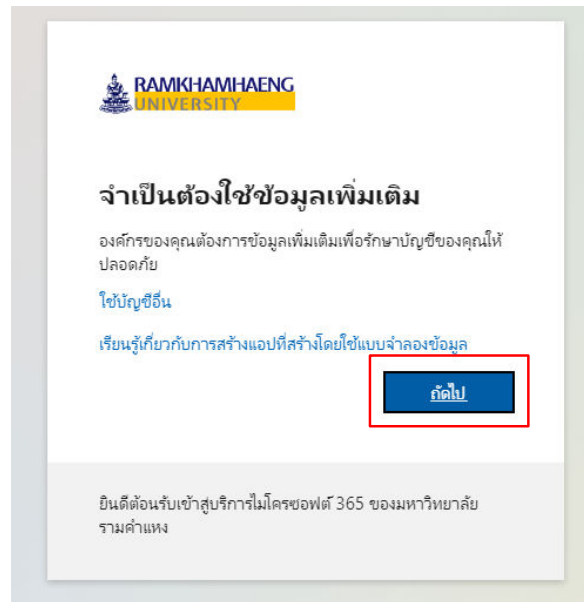 RAMKHAMHAENG
UNIVERSITY
จำเป็นต้องใช้ข้อมูลเพิ่มเติม
องค์กรของคุณต้องการข้อมูลเพิ่มเติมเพื่อรักษาบัญชีของคุณให้
ปลอดภัย
ใช้บัญชีอื่น
เรียนรู้เกี่ยวกับการสร้างแอปที่สร้างโดยใช้แบบจำลองข้อมูล
ถัดไป
ยินดีต้อนรับเข้าสู่บริการไมโครซอฟต์ 365 ของมหาวิทยาลัย
รามคำแหง